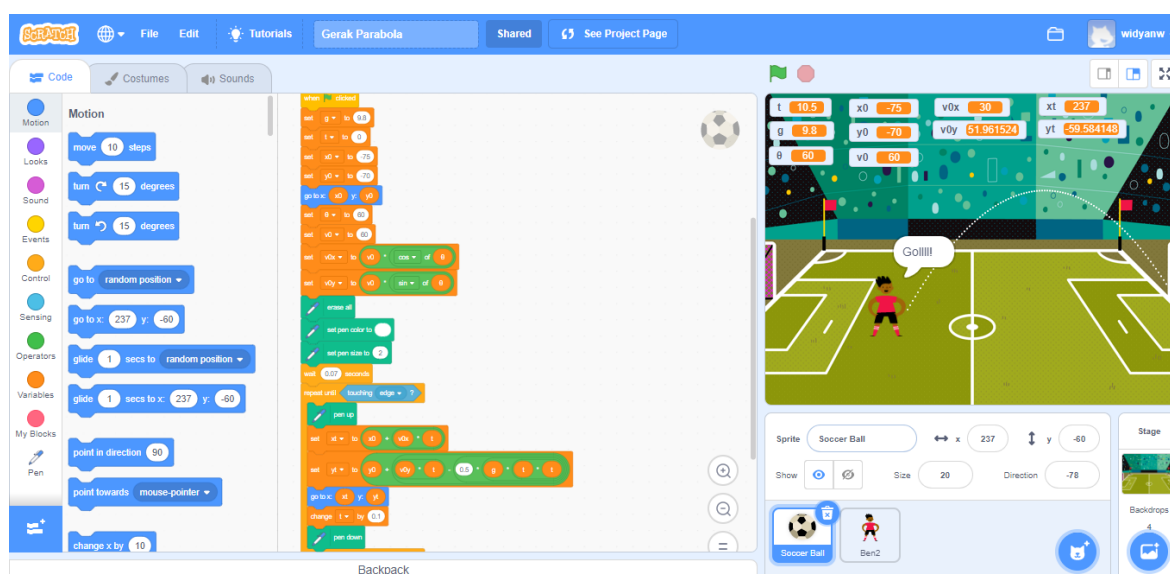 SCRATCH File Edit Tutorials Gerak Parabola Shared See Project Page widyanw
Code Costumes Sounds
Motion
Looks
Sound
Events
Control
Sensing
Operators
Variables
My Blocks
Pen
Motion
move 10 steps
turn 15 degrees
turn 15 degrees
go to random position
go to x: 237 y: -60
glide 1 secs to random position
glide 1 secs to x: 237 y: -60
point in direction 90
point towards mouse-pointer
change x by 10
when clicked
set g to 9.8
set t to 0
set x0 to -75
set y0 to -70
go to x: x0 y: y0
set θ to 60
set v0 to 60
set v0x to v0 * cos of θ
set v0y to v0 * sin of θ
erase all
set pen color to
set pen size to 2
wait 0.07 seconds
repeat until touching edge ?
pen up
set xt to x0 + v0x * t
set yt to y0 + v0y * t - 0.5 * g * t * t
go to x: xt y: yt
change t by 0.1
pen down
Backpack
t 10.5 x0 -75 v0x 30 xt 237
g 9.8 y0 -70 v0y 51.961524 yt -59.584148
θ 60 v0 60
Gollll!
Sprite Soccer Ball x 237 y -60
Show Size 20 Direction -78
Soccer Ball Ben2
Stage
Backdrops
4